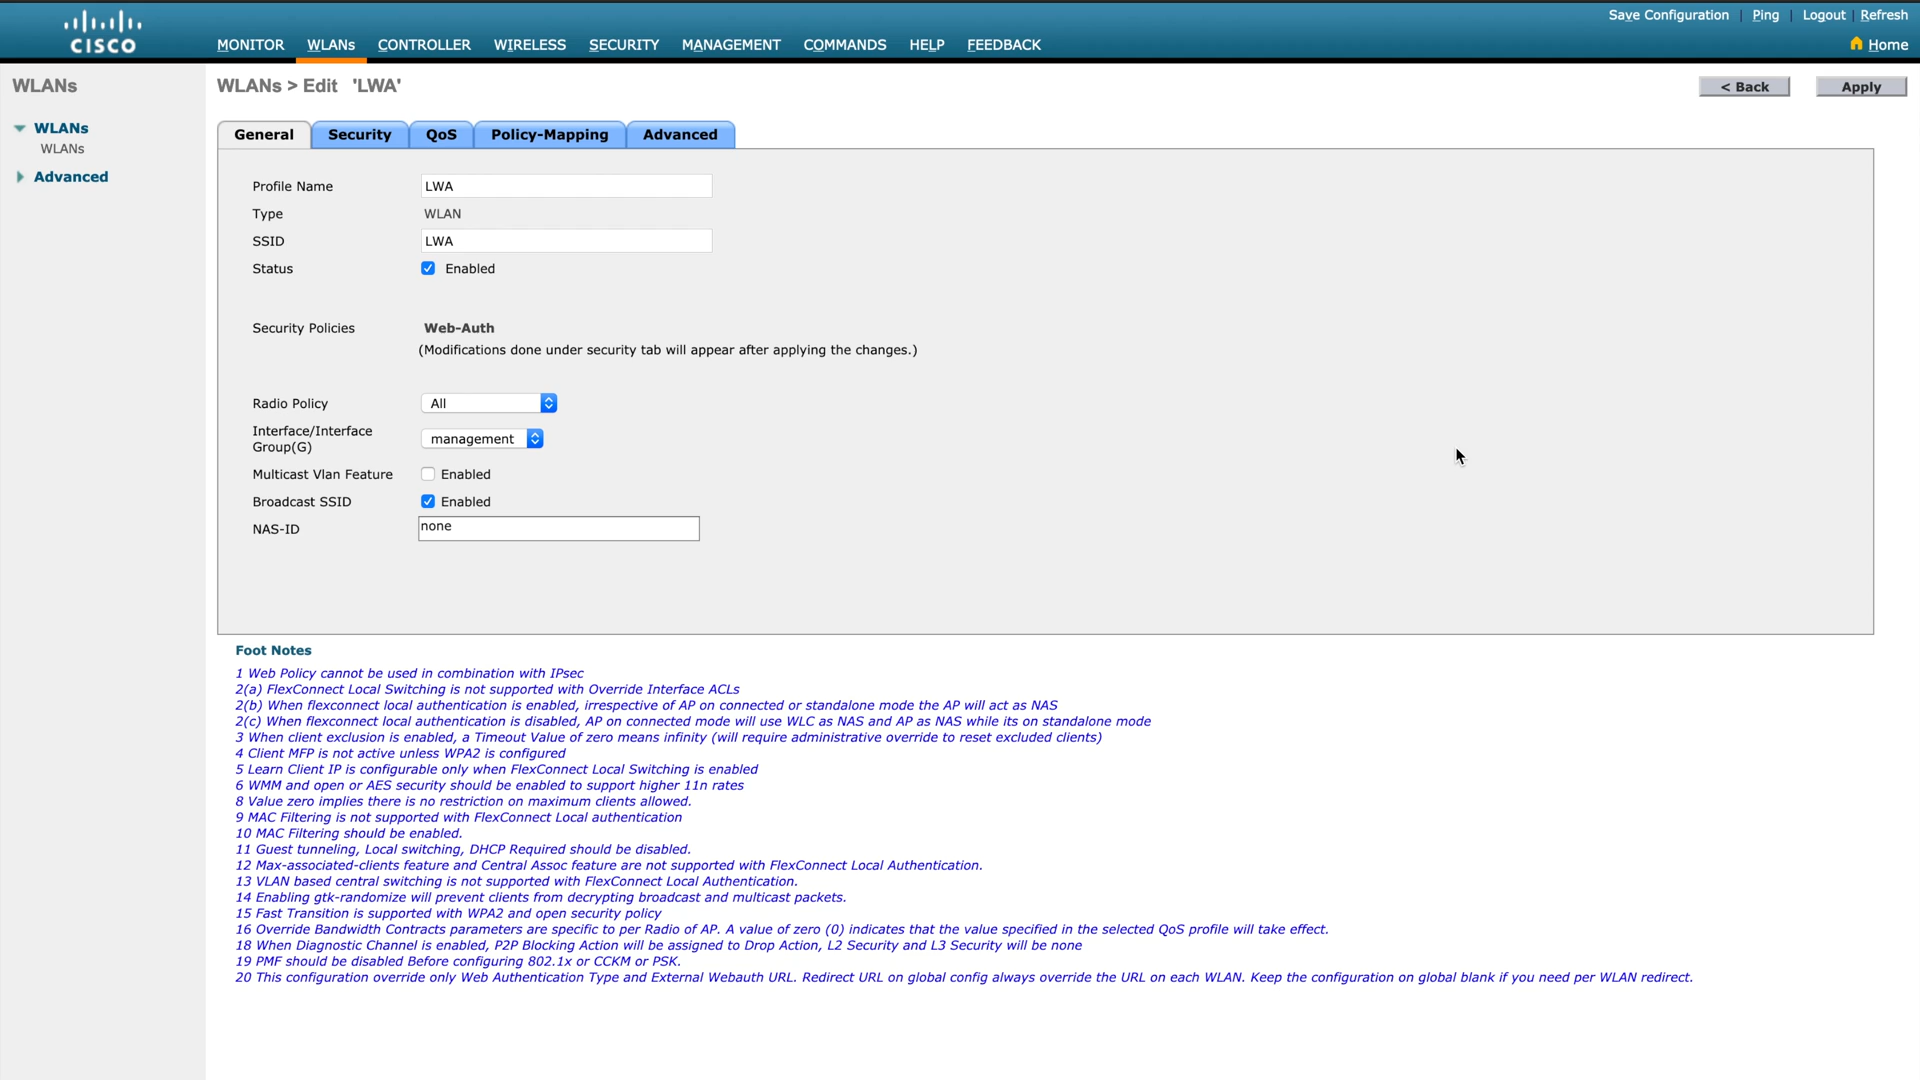 Save Configuration | Ping | Logout | Refresh
CISCO
MONITOR WLANs CONTROLLER WIRELESS SECURITY MANAGEMENT COMMANDS HELP FEEDBACK
Home
WLANs
WLANs
WLANs
Advanced
WLANs > Edit 'LWA'
< Back
Apply
General Security QoS Policy-Mapping Advanced
Profile Name LWA
Type WLAN
SSID LWA
Status Enabled
Security Policies Web-Auth
(Modifications done under security tab will appear after applying the changes.)
Radio Policy All
Interface/Interface
Group(G) management
Multicast Vlan Feature Enabled
Broadcast SSID Enabled
NAS-ID none
Foot Notes
1 Web Policy cannot be used in combination with IPsec
2(a) FlexConnect Local Switching is not supported with Override Interface ACLs
2(b) When flexconnect local authentication is enabled, irrespective of AP on connected or standalone mode the AP will act as NAS
2(c) When flexconnect local authentication is disabled, AP on connected mode will use WLC as NAS and AP as NAS while its on standalone mode
3 When client exclusion is enabled, a Timeout Value of zero means infinity (will require administrative override to reset excluded clients)
4 Client MFP is not active unless WPA2 is configured
5 Learn Client IP is configurable only when FlexConnect Local Switching is enabled
6 WMM and open or AES security should be enabled to support higher 11n rates
8 Value zero implies there is no restriction on maximum clients allowed.
9 MAC Filtering is not supported with FlexConnect Local authentication
10 MAC Filtering should be enabled.
11 Guest tunneling, Local switching, DHCP Required should be disabled.
12 Max-associated-clients feature and Central Assoc feature are not supported with FlexConnect Local Authentication.
13 VLAN based central switching is not supported with FlexConnect Local Authentication.
14 Enabling gtk-randomize will prevent clients from decrypting broadcast and multicast packets.
15 Fast Transition is supported with WPA2 and open security policy
16 Override Bandwidth Contracts parameters are specific to per Radio of AP. A value of zero (0) indicates that the value specified in the selected QoS profile will take effect.
18 When Diagnostic Channel is enabled, P2P Blocking Action will be assigned to Drop Action, L2 Security and L3 Security will be none
19 PMF should be disabled Before configuring 802.1x or CCKM or PSK.
20 This configuration override only Web Authentication Type and External Webauth URL. Redirect URL on global config always override the URL on each WLAN. Keep the configuration on global blank if you need per WLAN redirect.